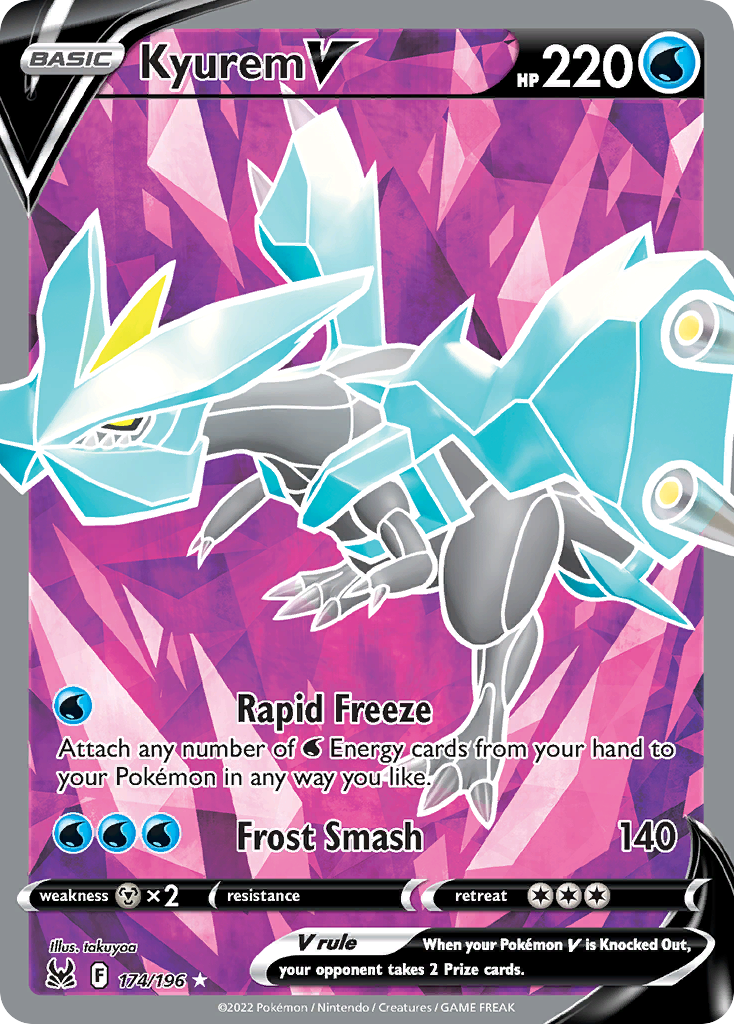 BASIC
Kyurem V
HP 220
Rapid Freeze
Attach any number of Energy cards from your hand to
your Pokémon in any way you like.
Frost Smash 140
weakness ×2 resistance retreat
Illus. takuyoa
F 174/196 ★
V rule When your Pokémon V is Knocked Out,
your opponent takes 2 Prize cards.
©2022 Pokémon / Nintendo / Creatures / GAME FREAK